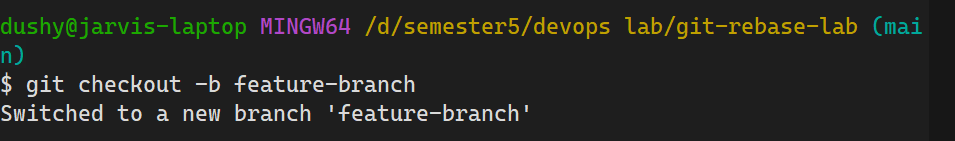 dushy@jarvis-laptop MINGW64 /d/semester5/devops lab/git-rebase-lab (mai
n)
$ git checkout -b feature-branch
Switched to a new branch 'feature-branch'